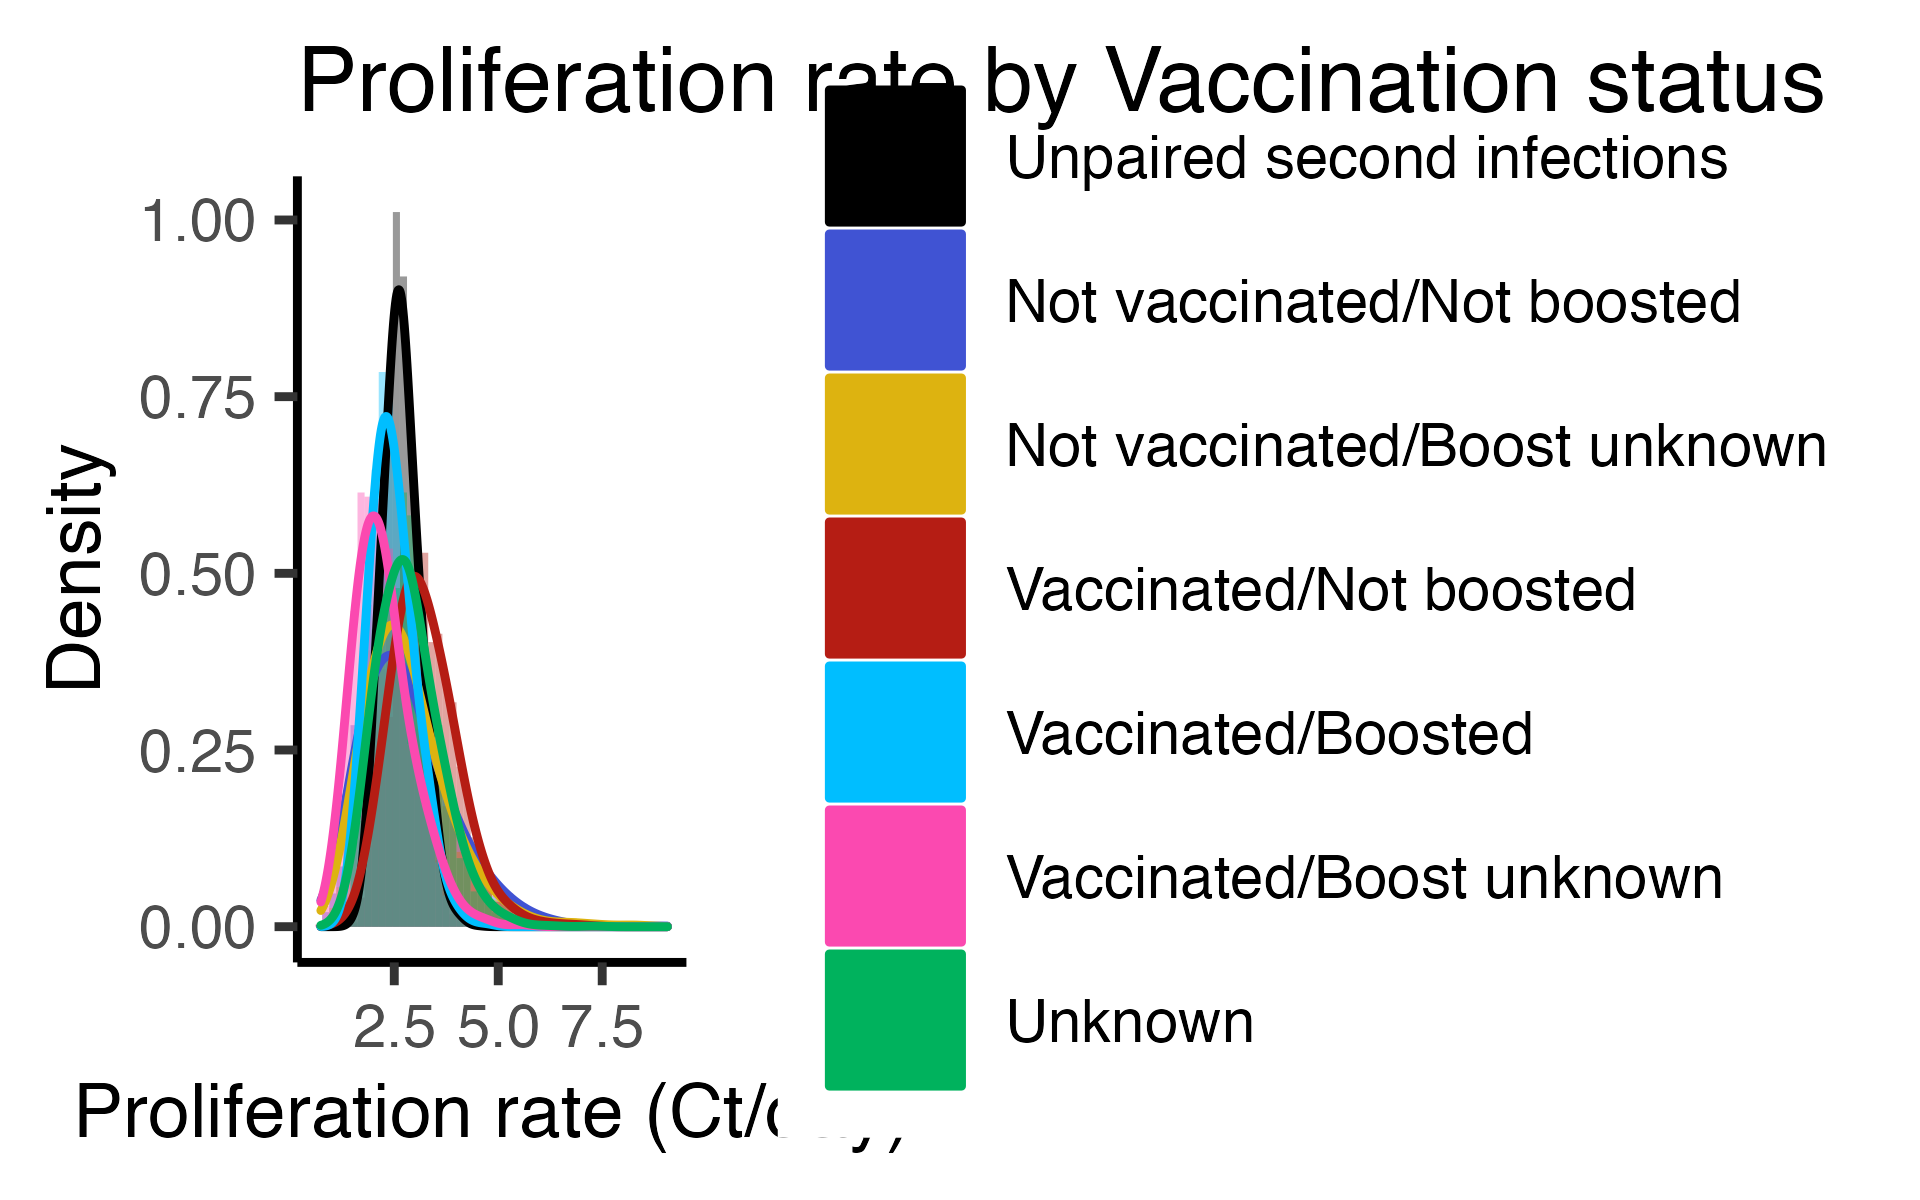 Proliferation rate by Vaccination status
Unpaired second infections
Not vaccinated/Not boosted
Not vaccinated/Boost unknown
Vaccinated/Not boosted
Vaccinated/Boosted
Vaccinated/Boost unknown
Unknown
Density
1.00
0.75
0.50
0.25
0.00
2.5 5.0 7.5
Proliferation rate (Ct/